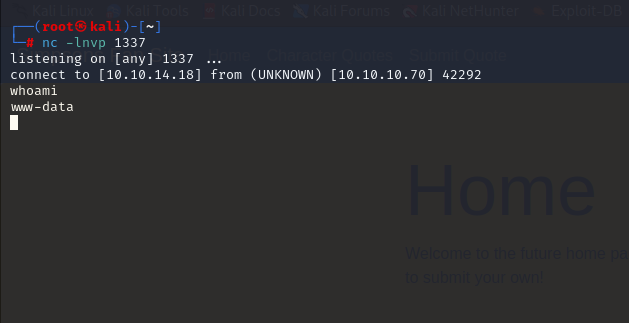 Kali Linux Kali Tools Kali Docs Kali Forums Kali NetHunter Exploit-DB
┌──(root㉿kali)-[~]
└─# nc -lnvp 1337
listening on [any] 1337 ...
connect to [10.10.14.18] from (UNKNOWN) [10.10.10.70] 42292
whoami
www-data
Home
Welcome to the future home pa
to submit your own!